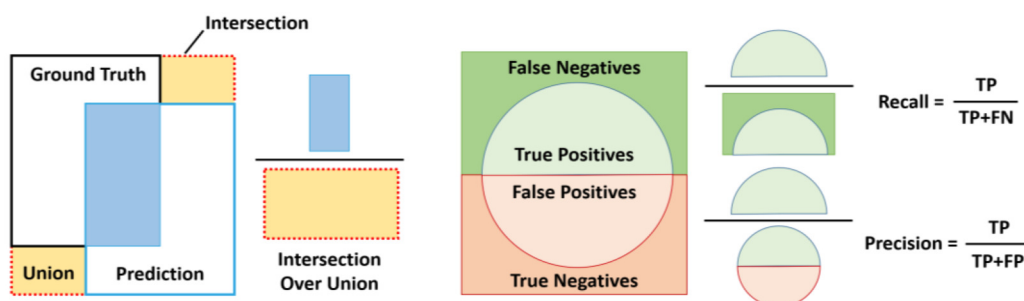 Intersection
Ground Truth
Union
Prediction
Intersection
Over Union
False Negatives
True Positives
False Positives
True Negatives
Recall = TP
TP+FN
Precision = TP
TP+FP